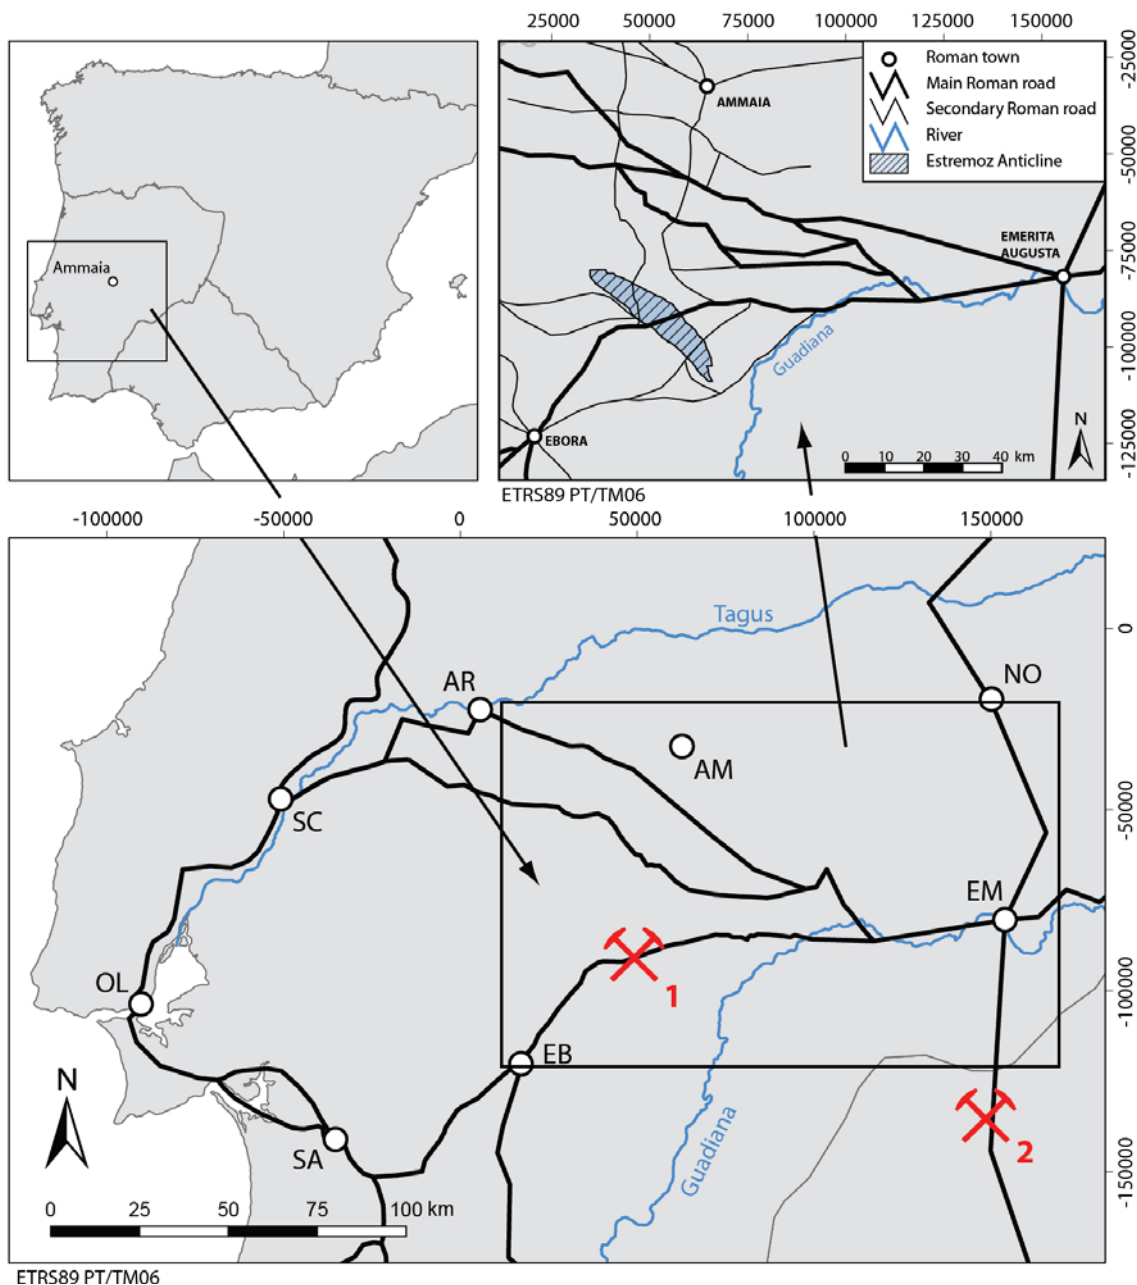 Ammaia
25000 50000 75000 100000 125000 150000
Roman town
Main Roman road
Secondary Roman road
River
Estremoz Anticline
AMMAIA
EMERITA
AUGUSTA
Guadiana
EBORA
N
0 10 20 30 40 km
-25000
-50000
-75000
-100000
-125000
ETRS89 PT/TM06
-100000 -50000 0 50000 100000 150000
Tagus
AR
NO
AM
SC
EM
OL
1
EB
N
SA
Guadiana
2
0 25 50 75 100 km
0
-50000
-100000
-150000
ETRS89 PT/TM06